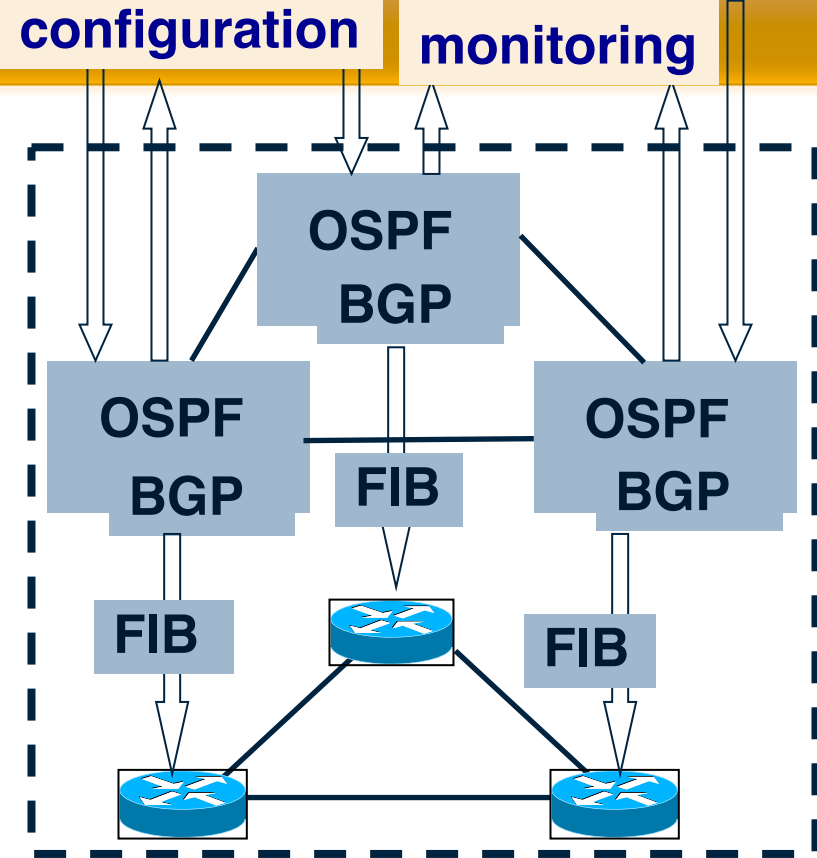 configuration
monitoring
OSPF
BGP
OSPF
BGP
OSPF
BGP
FIB
FIB
FIB